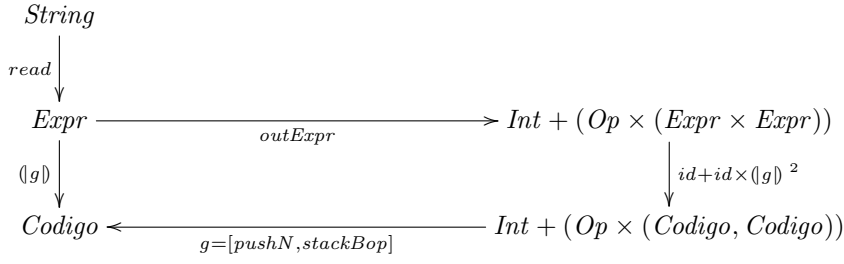 String
read
Expr
outExpr
Int + (Op × (Expr × Expr))
⦇g⦈
id+id×⦇g⦈ ²
Codigo
g=[pushN,stackBop]
Int + (Op × (Codigo, Codigo))